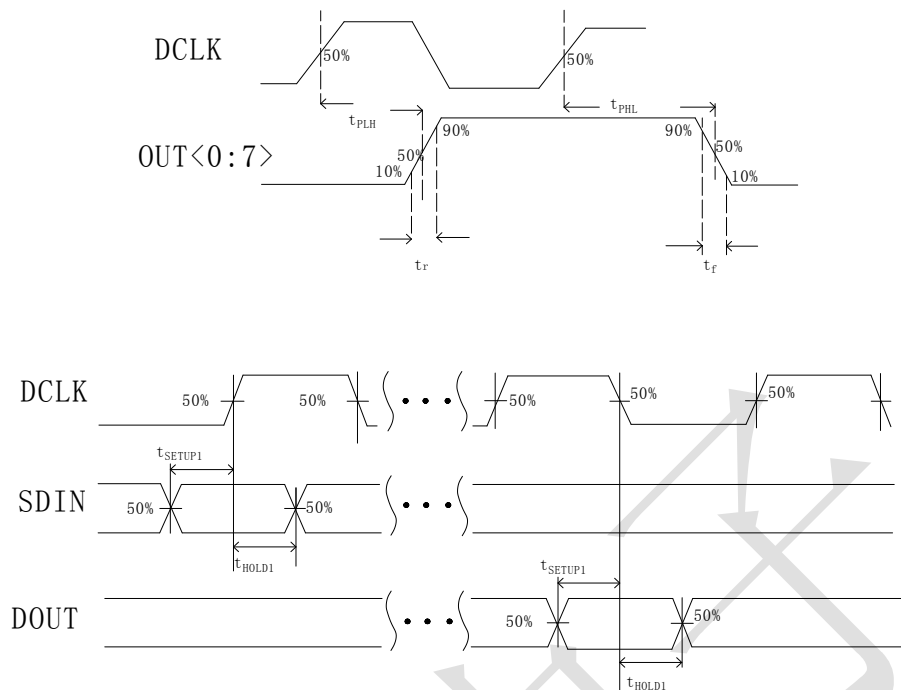 DCLK
50%
50%
tPLH
tPHL
OUT<0:7>
10%
50%
90%
90%
50%
10%
tr
tf
DCLK
50%
50%
• • •
50%
50%
50%
tSETUP1
SDIN
50%
50%
• • •
tHOLD1
tSETUP1
DOUT
• • •
50%
50%
tHOLD1